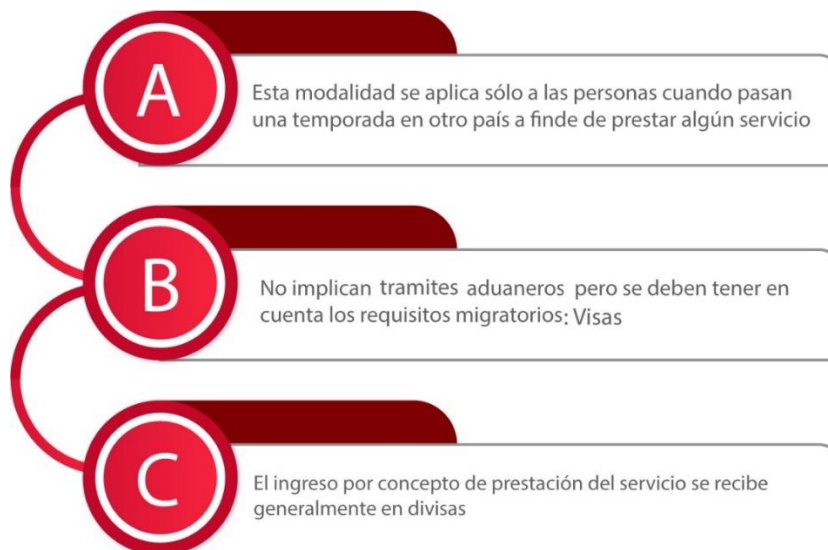 A
Esta modalidad se aplica sólo a las personas cuando pasan
una temporada en otro país a finde de prestar algún servicio
B
No implican tramites aduaneros pero se deben tener en
cuenta los requisitos migratorios: Visas
C
El ingreso por concepto de prestación del servicio se recibe
generalmente en divisas